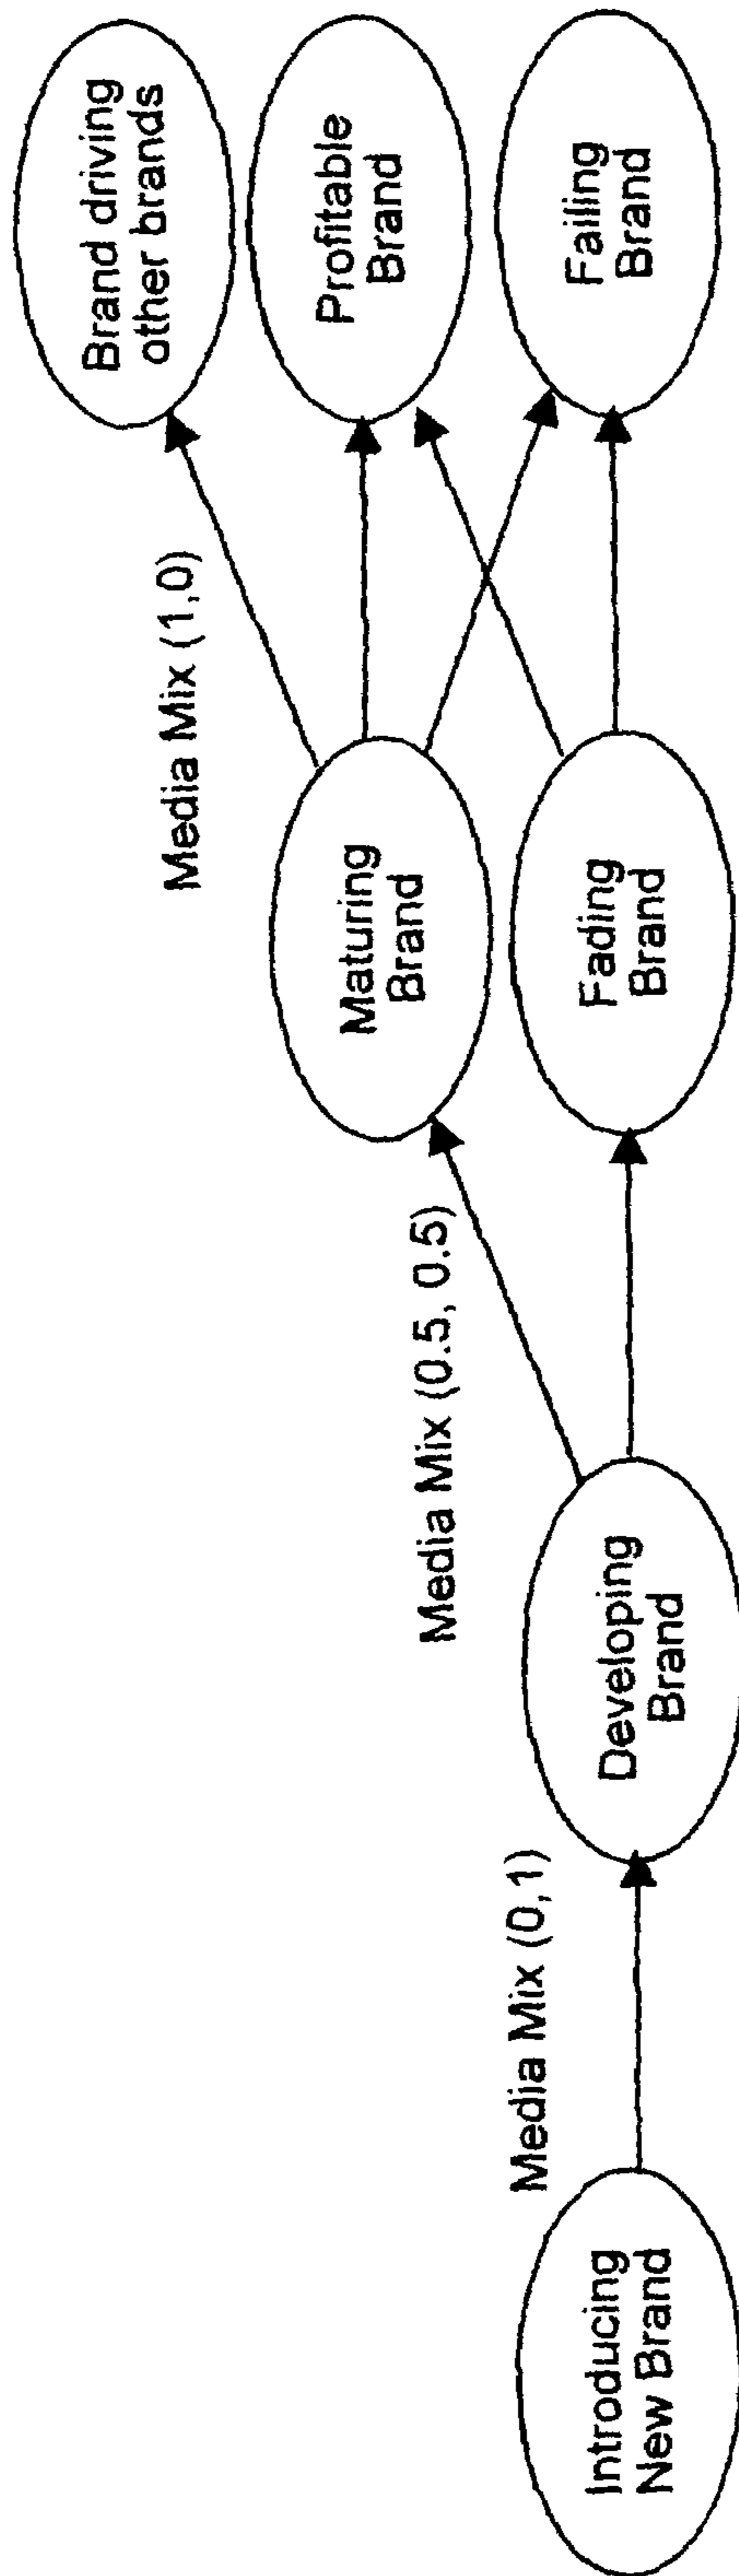 Introducing
New Brand
Media Mix (0,1)
Developing
Brand
Media Mix (0.5, 0.5)
Maturing
Brand
Fading
Brand
Media Mix (1,0)
Brand driving
other brands
Profitable
Brand
Failing
Brand